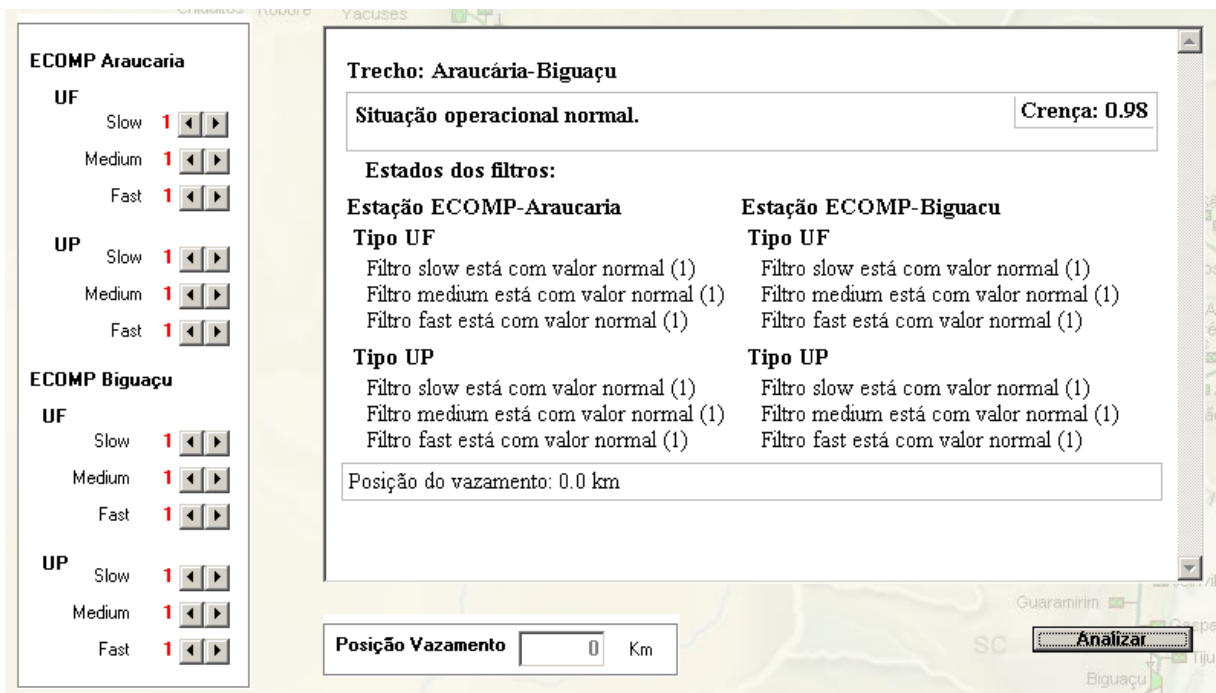 Chiquitos Roboré Yacuses
ECOMP Araucaria
UF
Slow 1
Medium 1
Fast 1
UP
Slow 1
Medium 1
Fast 1
ECOMP Biguaçu
UF
Slow 1
Medium 1
Fast 1
UP
Slow 1
Medium 1
Fast 1
Trecho: Araucária-Biguaçu
Situação operacional normal.
Crença: 0.98
Estados dos filtros:
Estação ECOMP-Araucaria
Tipo UF
Filtro slow está com valor normal (1)
Filtro medium está com valor normal (1)
Filtro fast está com valor normal (1)
Tipo UP
Filtro slow está com valor normal (1)
Filtro medium está com valor normal (1)
Filtro fast está com valor normal (1)
Estação ECOMP-Biguacu
Tipo UF
Filtro slow está com valor normal (1)
Filtro medium está com valor normal (1)
Filtro fast está com valor normal (1)
Tipo UP
Filtro slow está com valor normal (1)
Filtro medium está com valor normal (1)
Filtro fast está com valor normal (1)
Posição do vazamento: 0.0 km
Posição Vazamento 0 Km
Guaramirim
SC
Analizar
Biguaçu